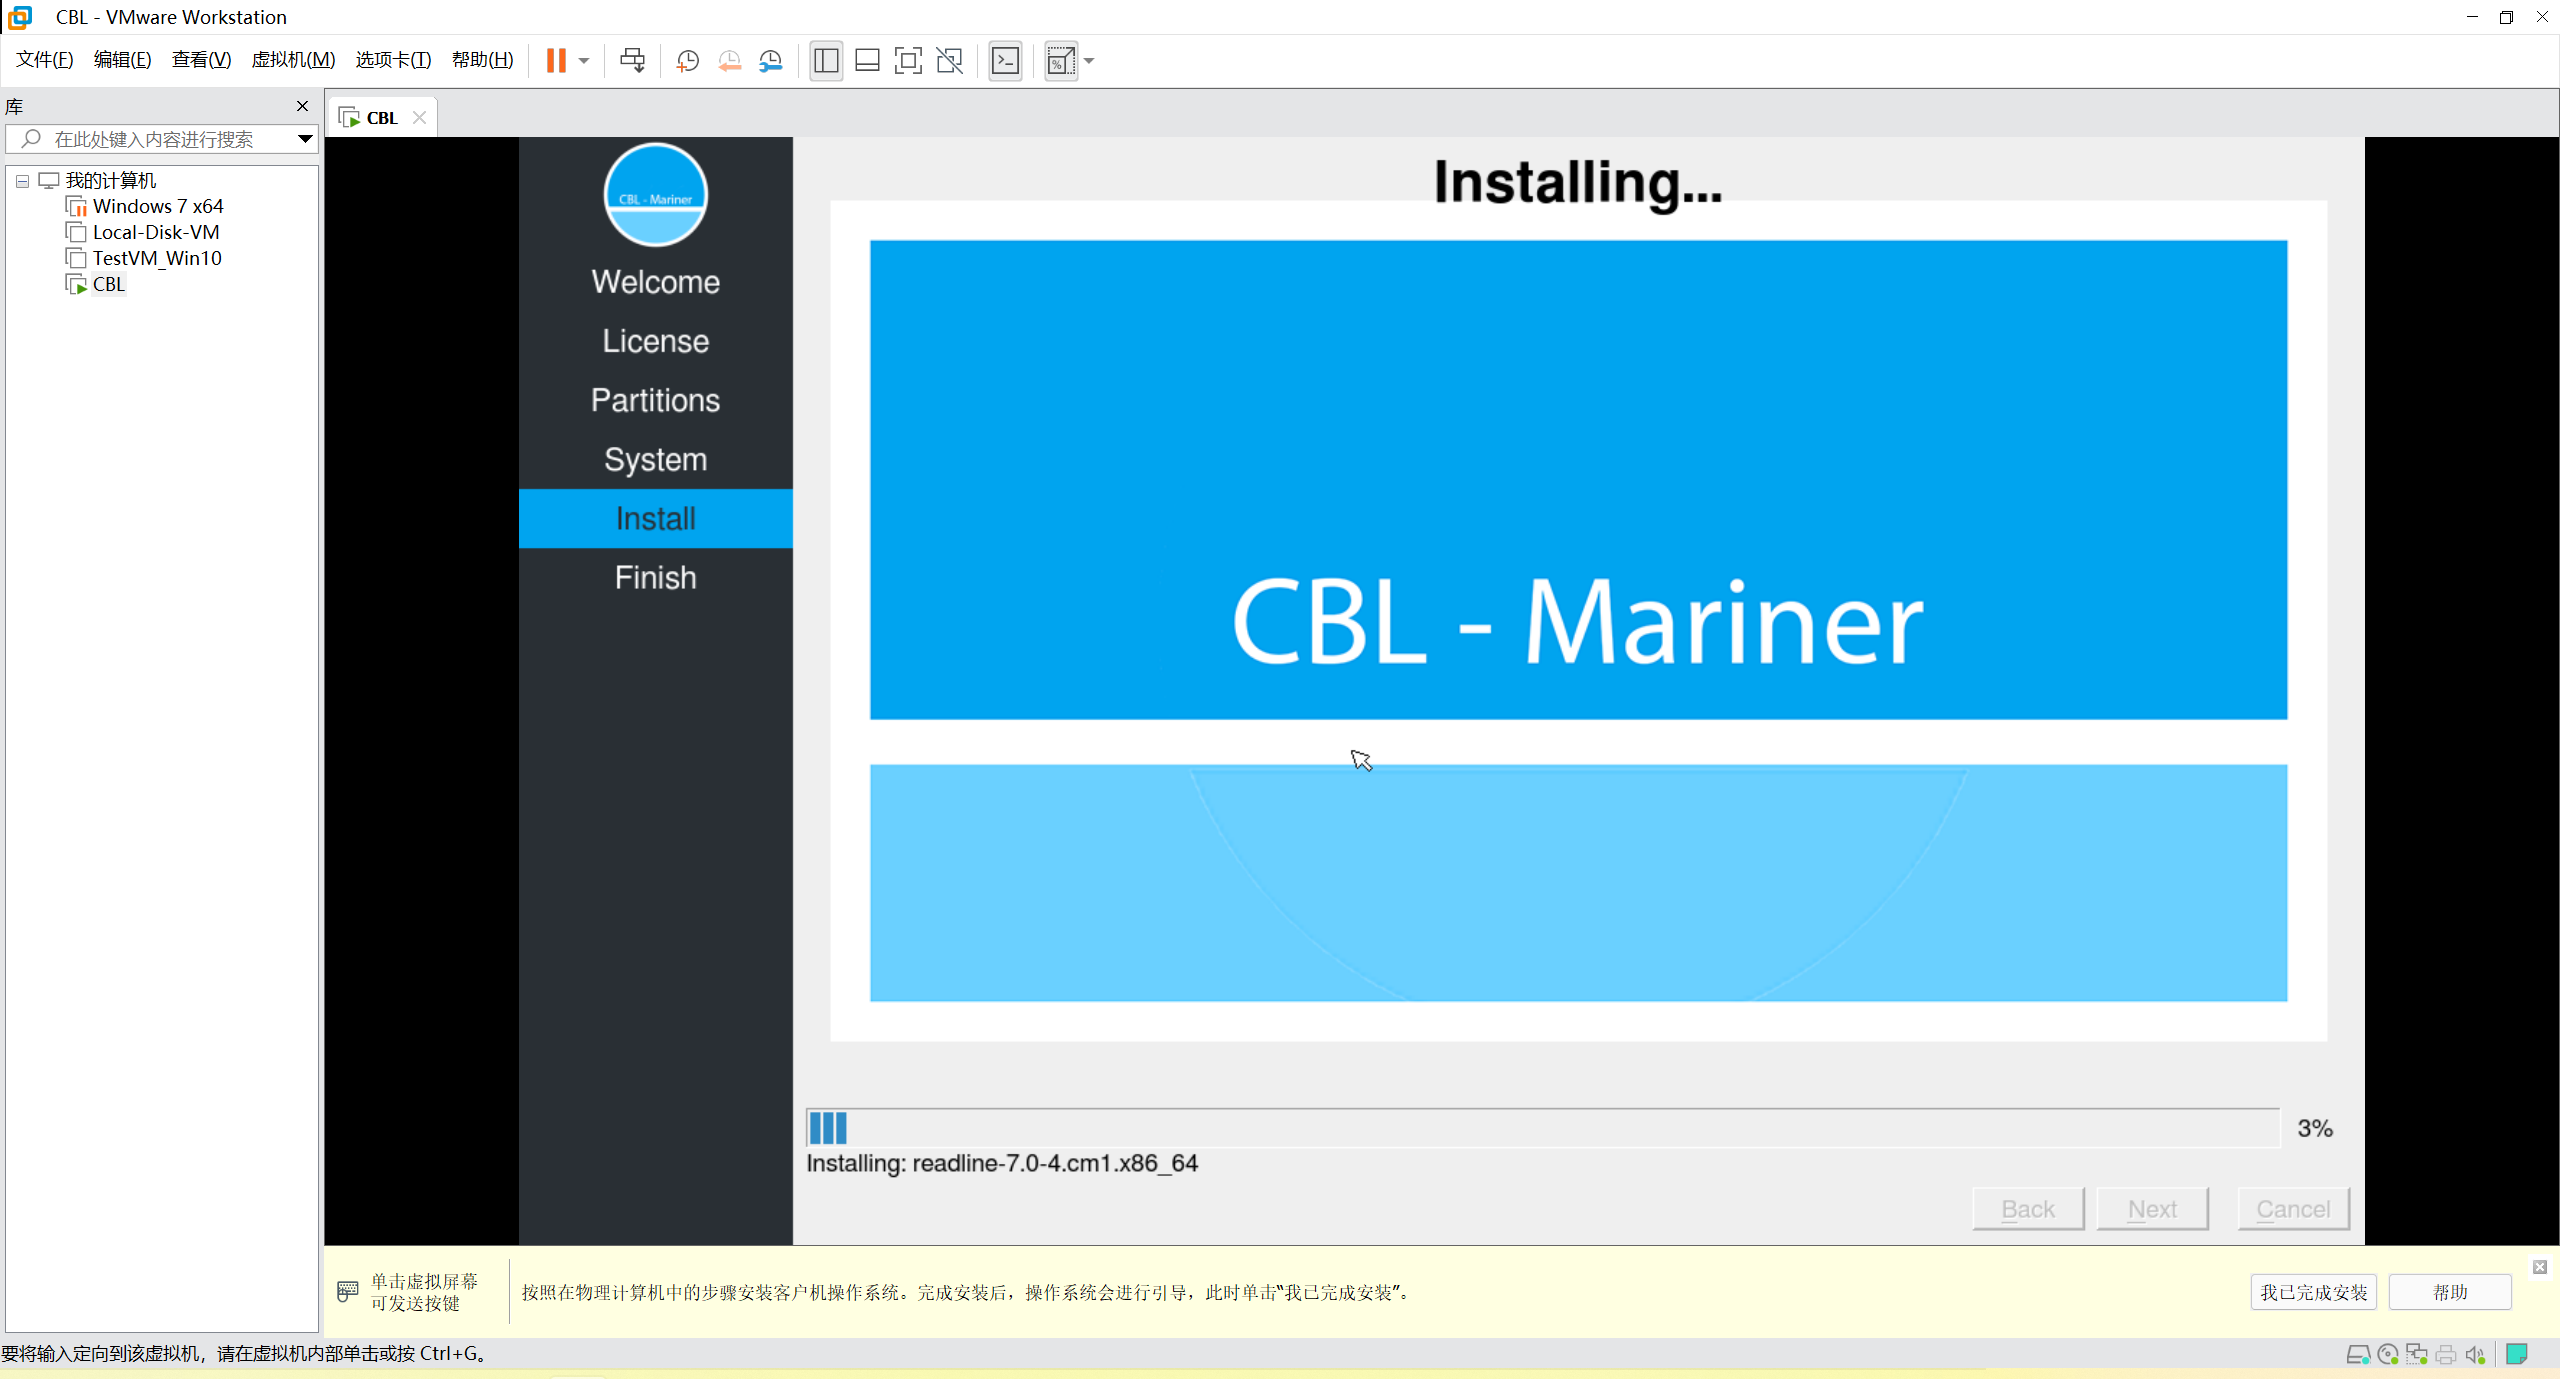 CBL - VMware Workstation
文件(F) 编辑(E) 查看(V) 虚拟机(M) 选项卡(T) 帮助(H)
库
在此处键入内容进行搜索
我的计算机
Windows 7 x64
Local-Disk-VM
TestVM_Win10
CBL
CBL
CBL - Mariner
Welcome
License
Partitions
System
Install
Finish
Installing...
CBL - Mariner
3%
Installing: readline-7.0-4.cm1.x86_64
Back Next Cancel
单击虚拟屏幕
可发送按键
按照在物理计算机中的步骤安装客户机操作系统。完成安装后，操作系统会进行引导，此时单击“我已完成安装”。
我已完成安装 帮助
要将输入定向到该虚拟机，请在虚拟机内部单击或按 Ctrl+G。